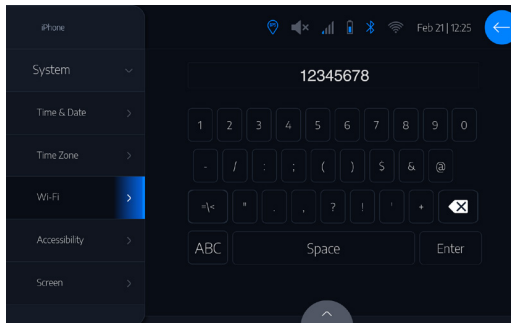 iPhone
Feb 21 | 12:25
System
12345678
Time & Date
1 2 3 4 5 6 7 8 9 0
Time Zone
- / : ; ( ) $ & @
Wi-Fi
=\< " . , ? ! ' +
Accessibility
ABC Space Enter
Screen